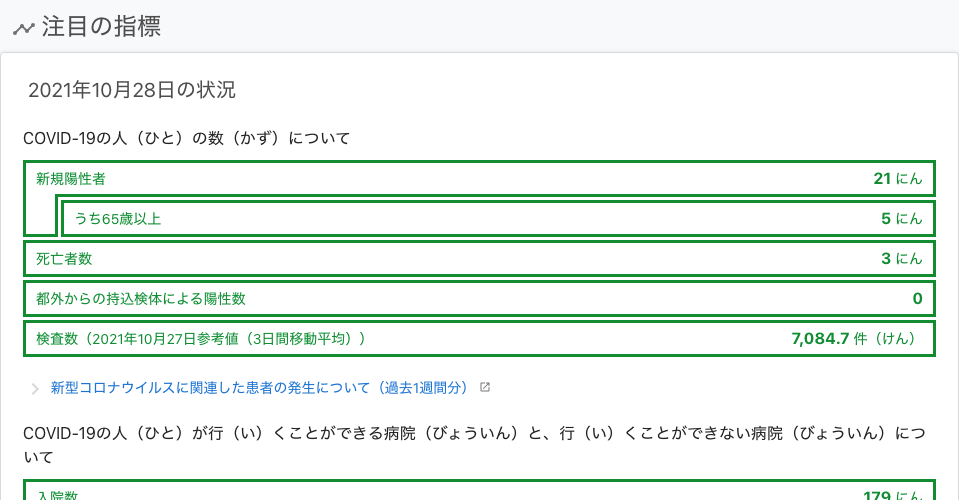 注目の指標
2021年10月28日の状況
COVID-19の人（ひと）の数（かず）について
新規陽性者 21 にん
うち65歳以上 5 にん
死亡者数 3 にん
都外からの持込検体による陽性数 0
検査数（2021年10月27日参考値（3日間移動平均）） 7,084.7 件（けん）
新型コロナウイルスに関連した患者の発生について（過去1週間分）
COVID-19の人（ひと）が行（い）くことができる病院（びょういん）と、行（い）くことができない病院（びょういん）につ
いて
入院数 179 にん